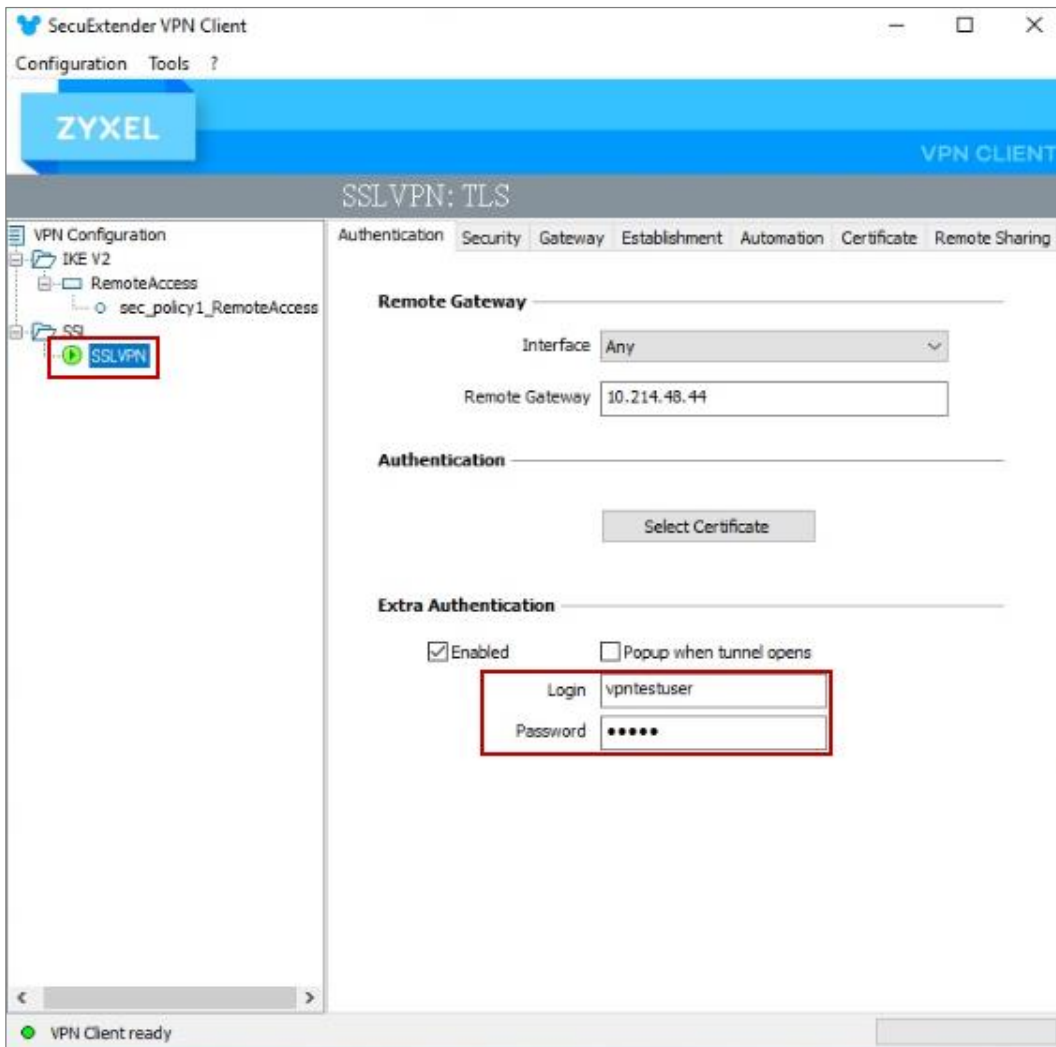 SecuExtender VPN Client
Configuration Tools ?
ZYXEL
VPN CLIENT
SSLVPN: TLS
VPN Configuration
IKE V2
RemoteAccess
sec_policy1_RemoteAccess
SSL
SSLVPN
Authentication Security Gateway Establishment Automation Certificate Remote Sharing
Remote Gateway
Interface Any
Remote Gateway 10.214.48.44
Authentication
Select Certificate
Extra Authentication
Enabled Popup when tunnel opens
Login vpntestuser
Password •••••
VPN Client ready